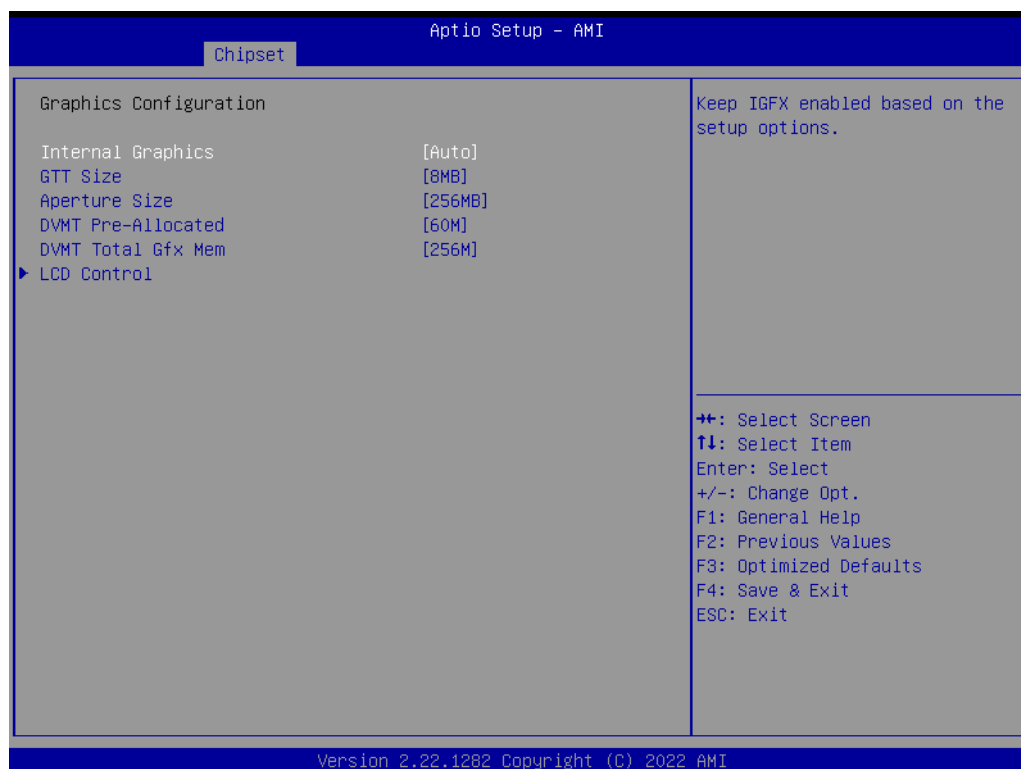 Aptio Setup - AMI
Chipset
Graphics Configuration
Internal Graphics [Auto]
GTT Size [8MB]
Aperture Size [256MB]
DVMT Pre-Allocated [60M]
DVMT Total Gfx Mem [256M]
LCD Control
Keep IGFX enabled based on the
setup options.
→←: Select Screen
↑↓: Select Item
Enter: Select
+/-: Change Opt.
F1: General Help
F2: Previous Values
F3: Optimized Defaults
F4: Save & Exit
ESC: Exit
Version 2.22.1282 Copyright (C) 2022 AMI